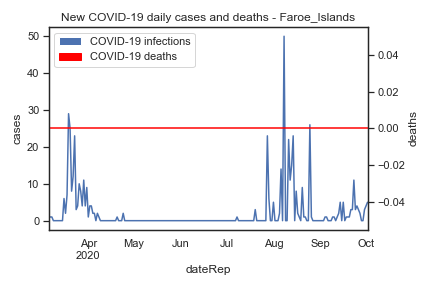 New COVID-19 daily cases and deaths - Faroe_Islands
COVID-19 infections
COVID-19 deaths
50
40
30
20
10
0
cases
0.04
0.02
0.00
−0.02
−0.04
deaths
Apr
2020
May
Jun
Jul
Aug
Sep
Oct
dateRep